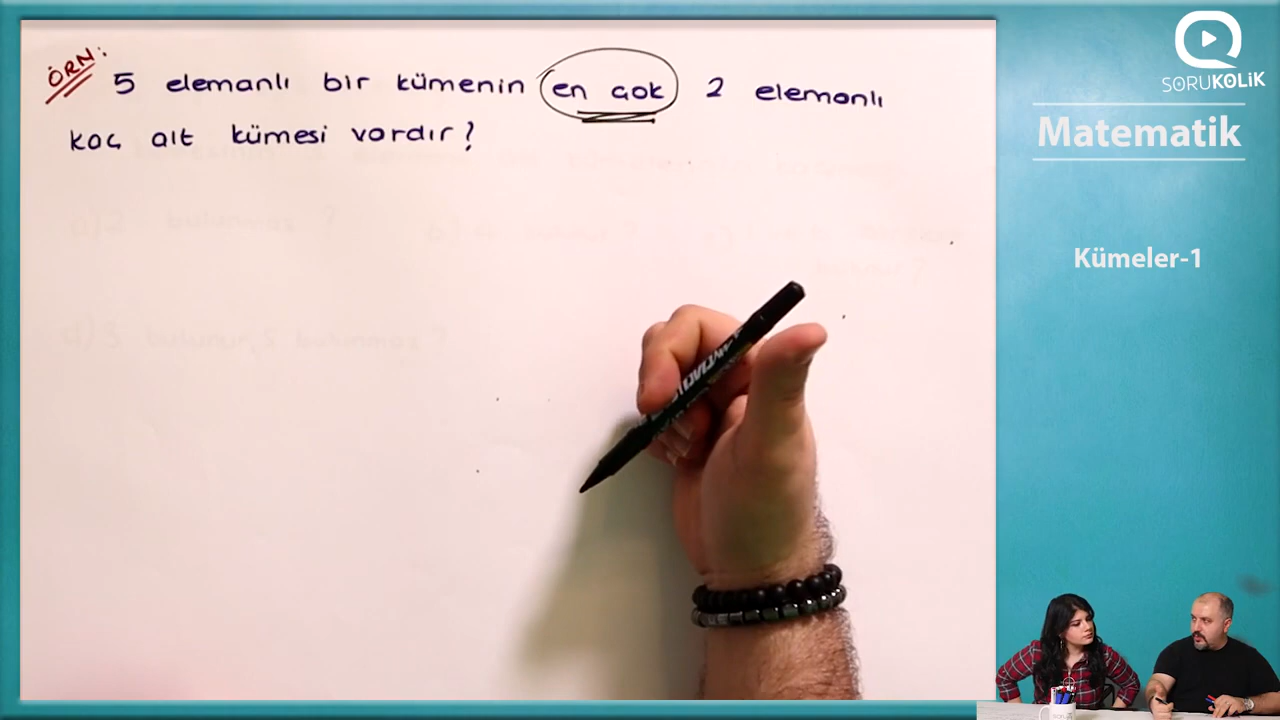 ÖRN:
5 elemanlı bir kümenin en çok 2 elemanlı
kaç alt kümesi vardır?
SORUKOLİK
Matematik
Kümeler-1